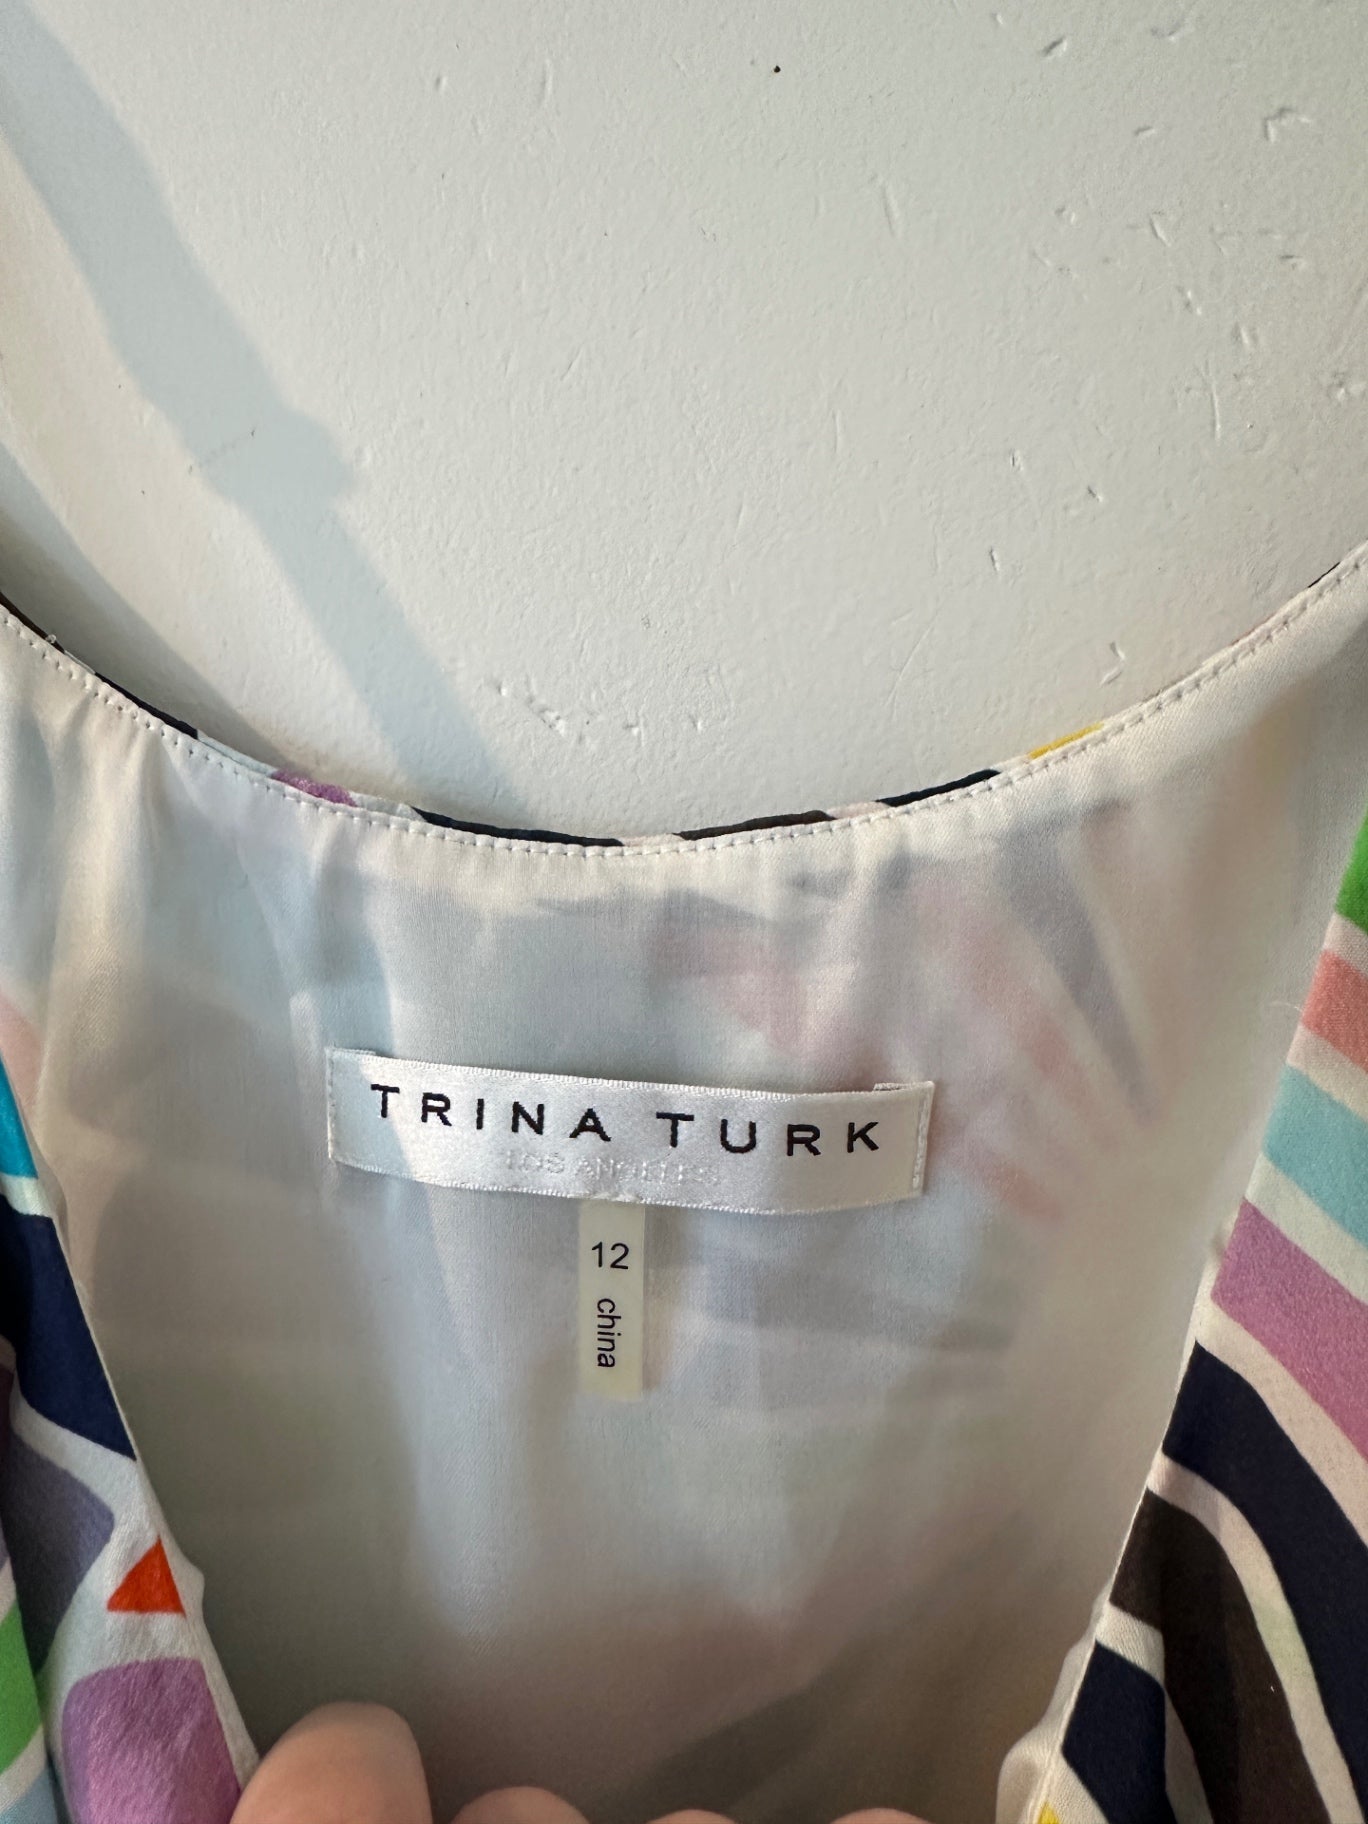 TRINA TURK
LOS ANGELES
12
china